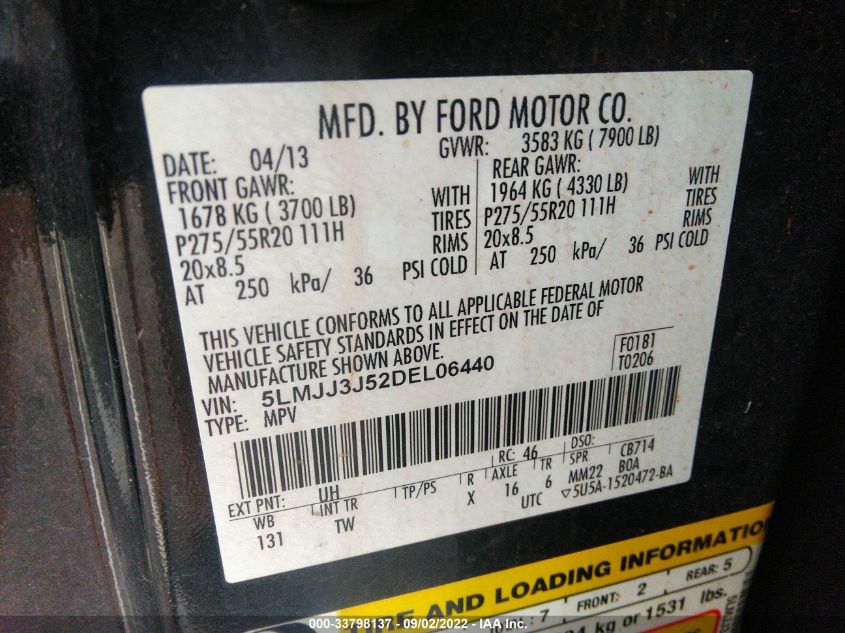 MFD. BY FORD MOTOR CO.
DATE: 04/13
GVWR: 3583 KG ( 7900 LB)
FRONT GAWR:
1678 KG ( 3700 LB)
P275/55R20 111H
20x8.5
WITH
TIRES
RIMS
AT 250 kPa/ 36 PSI COLD
REAR GAWR:
1964 KG ( 4330 LB)
P275/55R20 111H
20x8.5
WITH
TIRES
RIMS
AT 250 kPa/ 36 PSI COLD
THIS VEHICLE CONFORMS TO ALL APPLICABLE FEDERAL MOTOR
VEHICLE SAFETY STANDARDS IN EFFECT ON THE DATE OF
MANUFACTURE SHOWN ABOVE.
F0181
T0206
VIN: 5LMJJ3J52DEL06440
TYPE: MPV
EXT PNT: UH
RC: 46
DSO:
CB714
WB
INT TR
TP/PS
R
AXLE
TR
SPR
BOA
131
TW
X
16
6
MM22
UTC
▽5U5A-1520472-BA
TIRE AND LOADING INFORMATION
7
FRONT: 2
REAR: 5
kg or 1531 lbs.
000-33798137 - 09/02/2022 - IAA Inc.